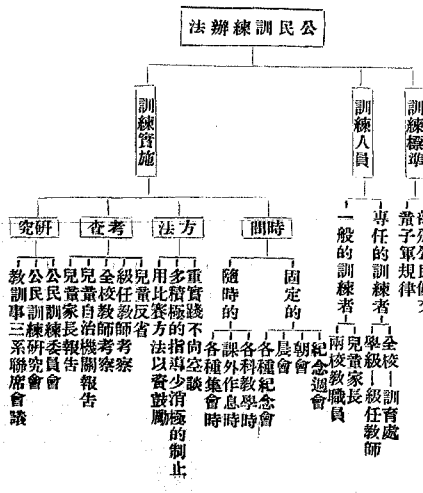 公民訓練辦法
訓練標準
童子軍規律
訓練人員
專任的訓練者
全校—訓育處
學級—級任教師
一般的訓練者
兒童家長
兩校教職員
訓練實施
時間
固定的
紀念週會
朝會
晨會
各種紀念會
隨時的
各科教學時
課外作息時
各種集會時
方法
重實踐不尚空談
多積極的指導少消極的制止
用比賽方法以資鼓勵
考查
兒童反省
級任教師考察
全校教師考察
兒童自治機關報告
兒童家長報告
研究
公民訓練委員會
公民訓練研究會
教訓事三系聯席會議